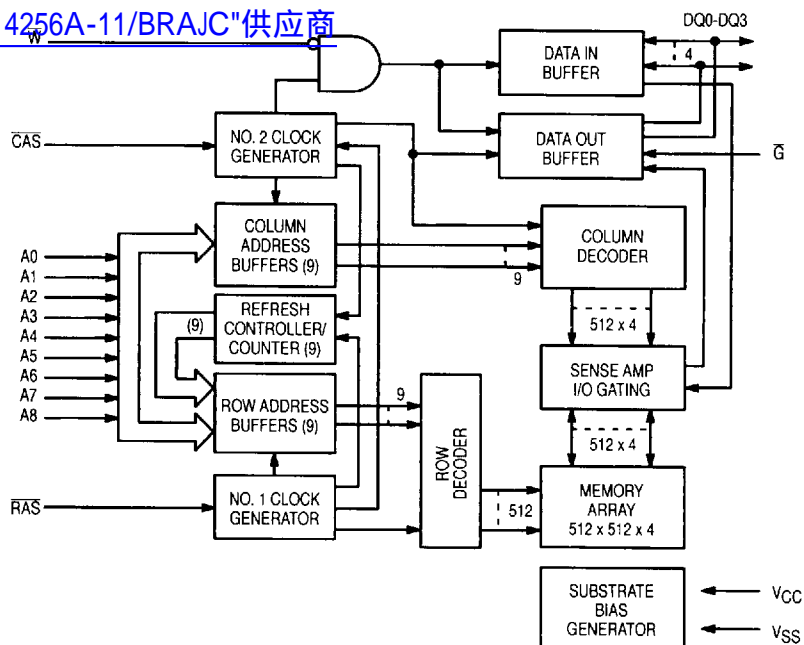 4256A-11/BRAJC"供应商
W̅
DQ0-DQ3
DATA IN
BUFFER
4
C̅A̅S̅
NO. 2 CLOCK
GENERATOR
DATA OUT
BUFFER
G̅
A0
A1
A2
A3
A4
A5
A6
A7
A8
COLUMN
ADDRESS
BUFFERS (9)
9
COLUMN
DECODER
(9)
REFRESH
CONTROLLER/
COUNTER (9)
512 x 4
SENSE AMP
I/O GATING
ROW ADDRESS
BUFFERS (9)
9
ROW
DECODER
512 x 4
R̅A̅S̅
NO. 1 CLOCK
GENERATOR
512
MEMORY
ARRAY
512 x 512 x 4
SUBSTRATE
BIAS
GENERATOR
VCC
VSS